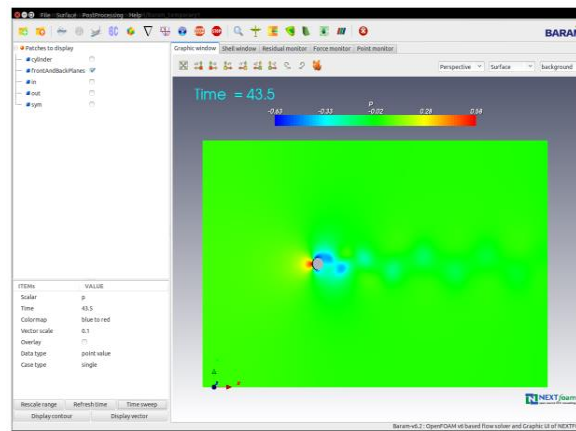 File Surface PostProcessing Help
BARAM
Patches to display
cylinder
frontAndBackPlanes
in
out
sym
Graphic window Shell window Residual monitor Force monitor Point monitor
Perspective Surface background
Time = 43.5
P
-0.63 -0.33 -0.02 0.28 0.58
ITEMs VALUE
Scalar p
Time 43.5
Colormap blue to red
Vector scale 0.1
Overlay
Data type point value
Case type single
Rescale range Refresh time Time sweep
Display contour Display vector
NEXTfoam
Baram-v6.2 : OpenFOAM v6 based flow solver and Graphic UI of NEXTF